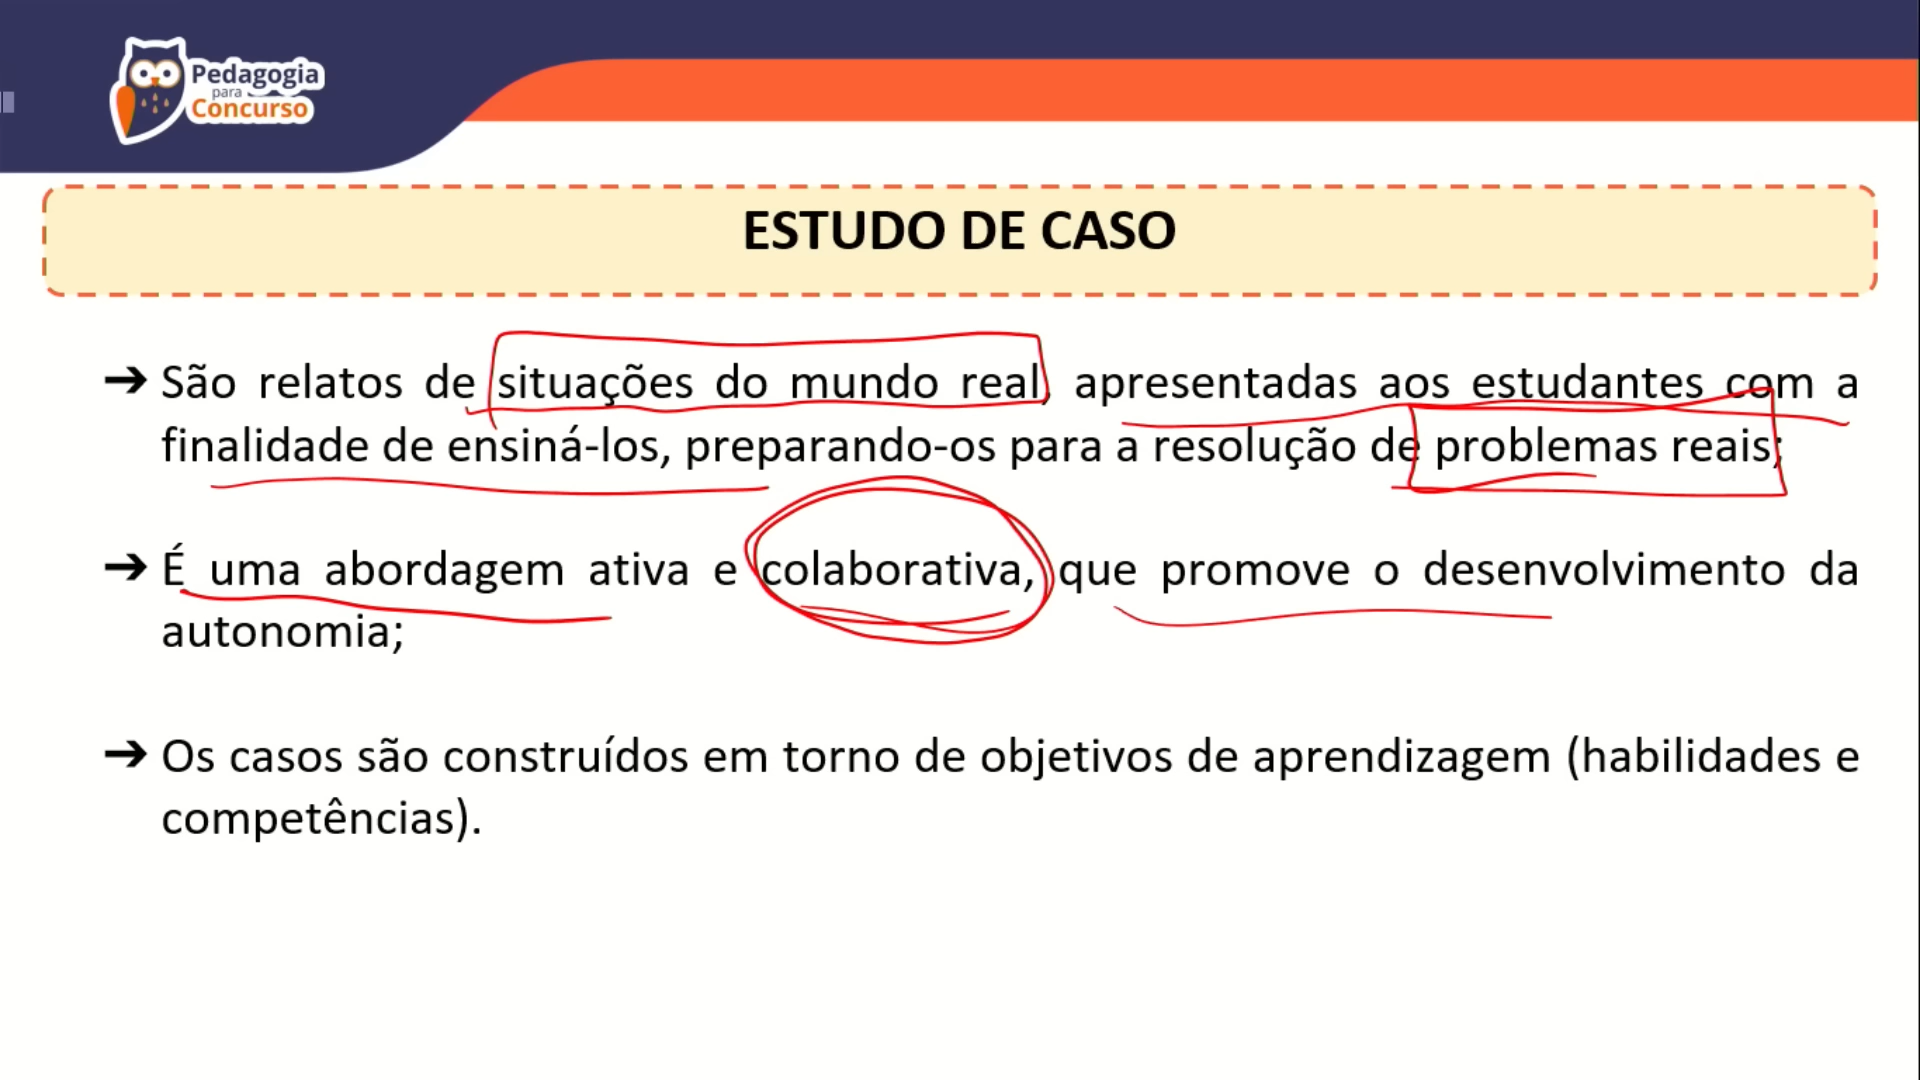 Pedagogia
para
Concurso
ESTUDO DE CASO
➔ São relatos de situações do mundo real, apresentadas aos estudantes com a
finalidade de ensiná-los, preparando-os para a resolução de problemas reais;
➔ É uma abordagem ativa e colaborativa, que promove o desenvolvimento da
autonomia;
➔ Os casos são construídos em torno de objetivos de aprendizagem (habilidades e
competências).